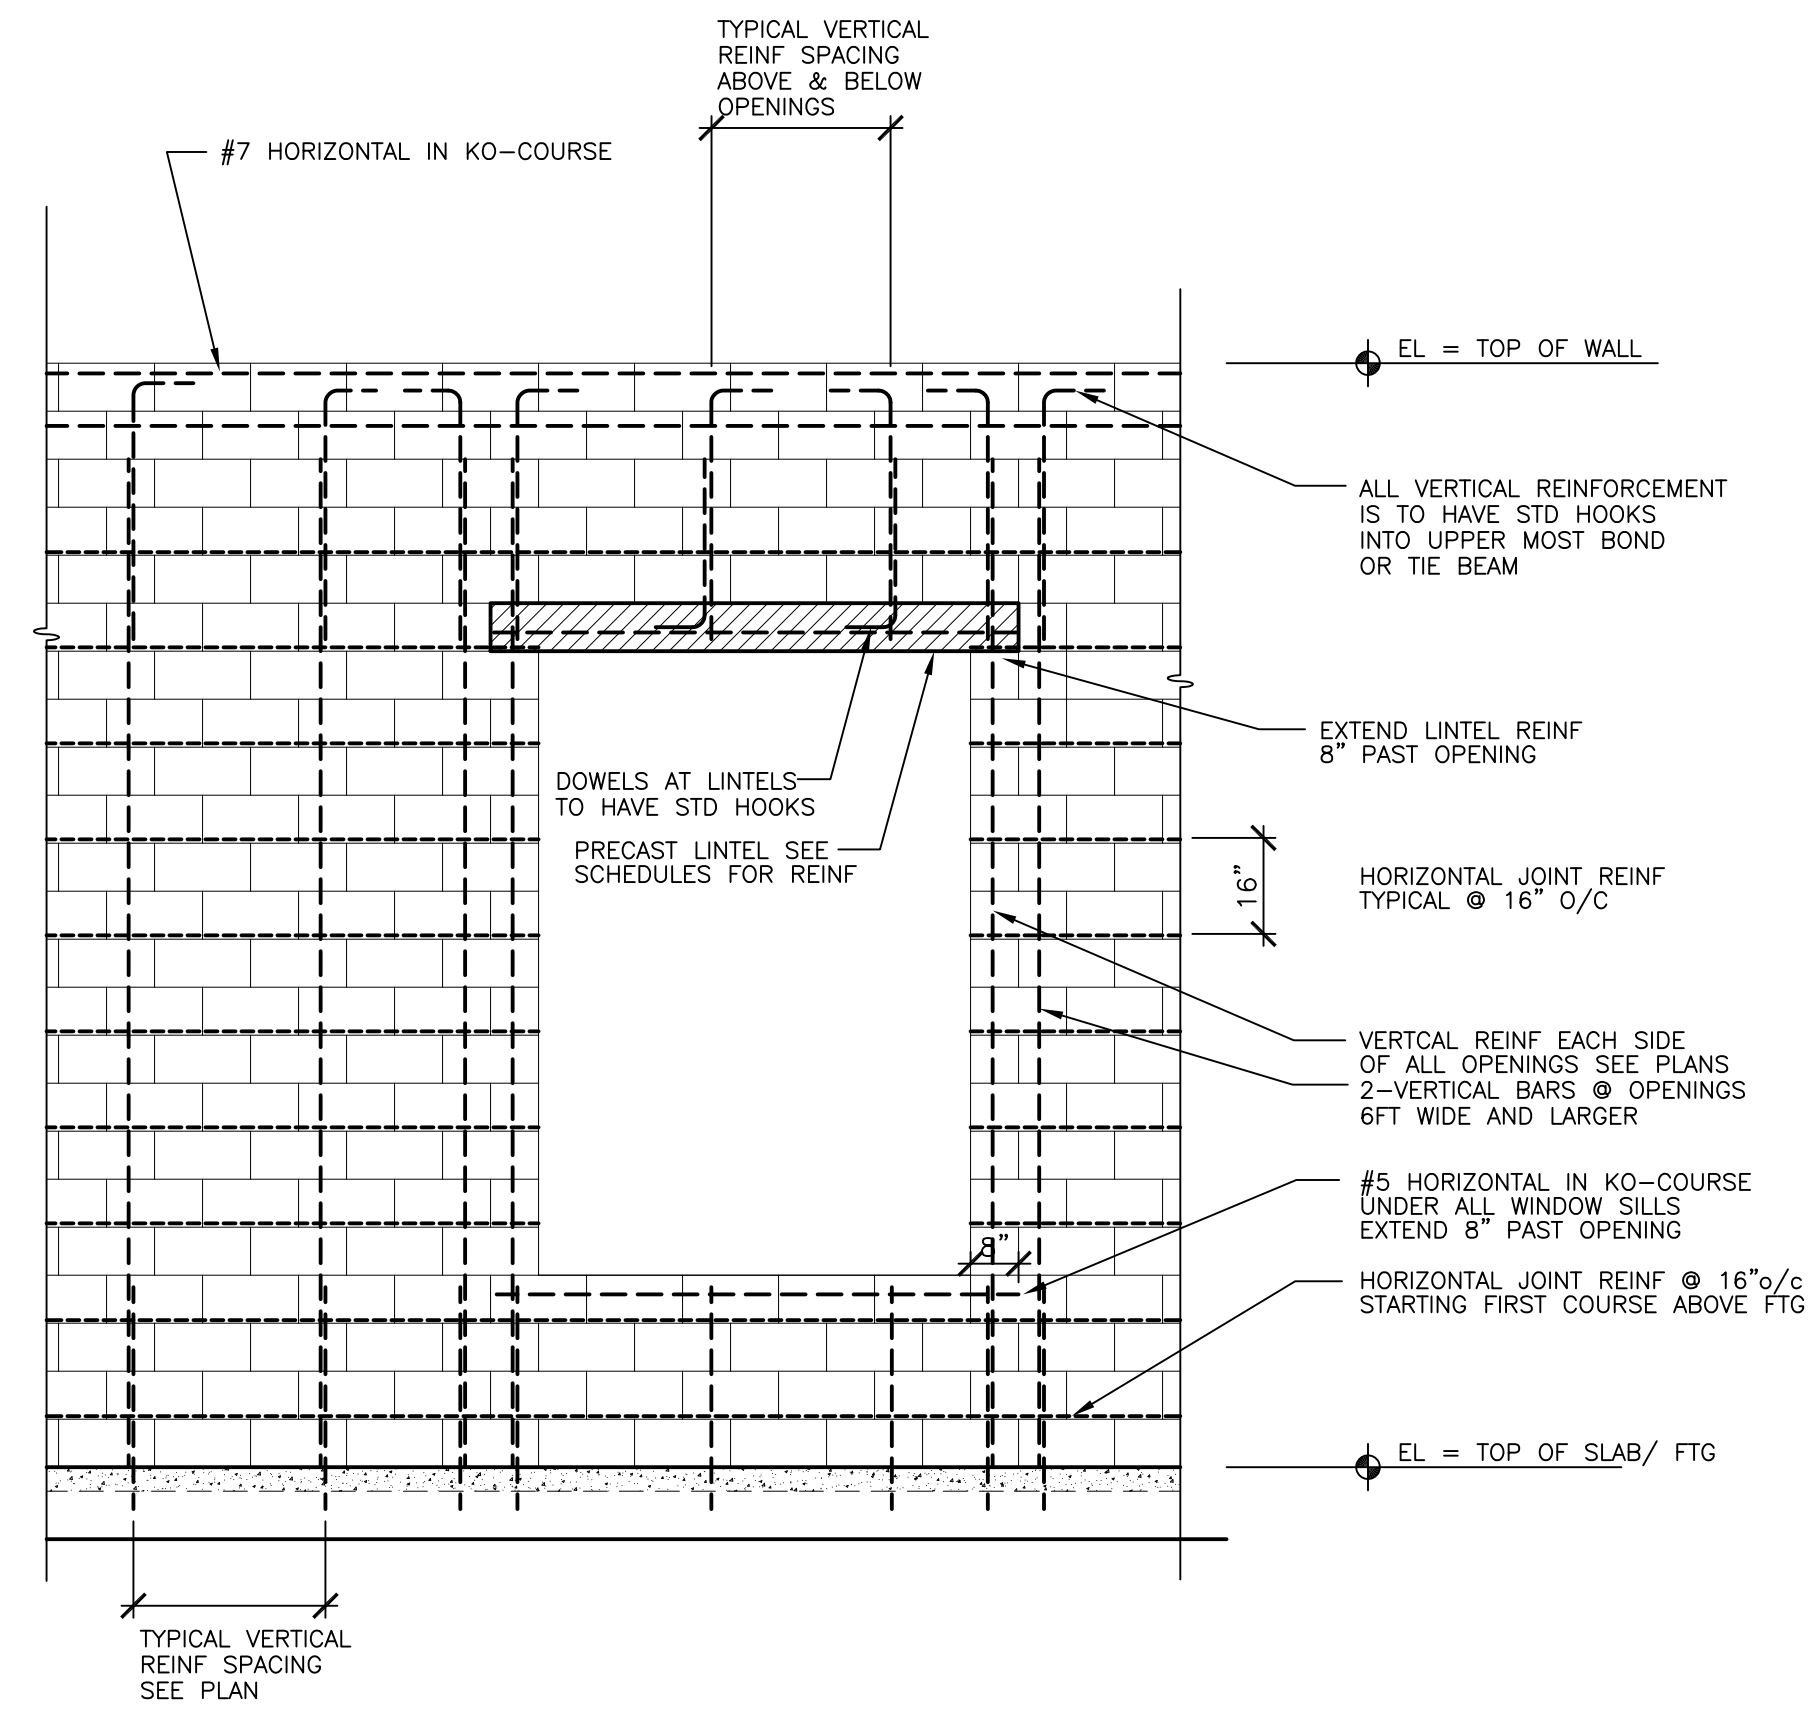 TYPICAL VERTICAL
REINF SPACING
ABOVE & BELOW
OPENINGS
#7 HORIZONTAL IN KO-COURSE
EL = TOP OF WALL
ALL VERTICAL REINFORCEMENT
IS TO HAVE STD HOOKS
INTO UPPER MOST BOND
OR TIE BEAM
EXTEND LINTEL REINF
8" PAST OPENING
DOWELS AT LINTELS
TO HAVE STD HOOKS
PRECAST LINTEL SEE
SCHEDULES FOR REINF
16"
HORIZONTAL JOINT REINF
TYPICAL @ 16" O/C
VERTCAL REINF EACH SIDE
OF ALL OPENINGS SEE PLANS
2-VERTICAL BARS @ OPENINGS
6FT WIDE AND LARGER
#5 HORIZONTAL IN KO-COURSE
UNDER ALL WINDOW SILLS
EXTEND 8" PAST OPENING
8"
HORIZONTAL JOINT REINF @ 16"o/c
STARTING FIRST COURSE ABOVE FTG
EL = TOP OF SLAB/ FTG
TYPICAL VERTICAL
REINF SPACING
SEE PLAN